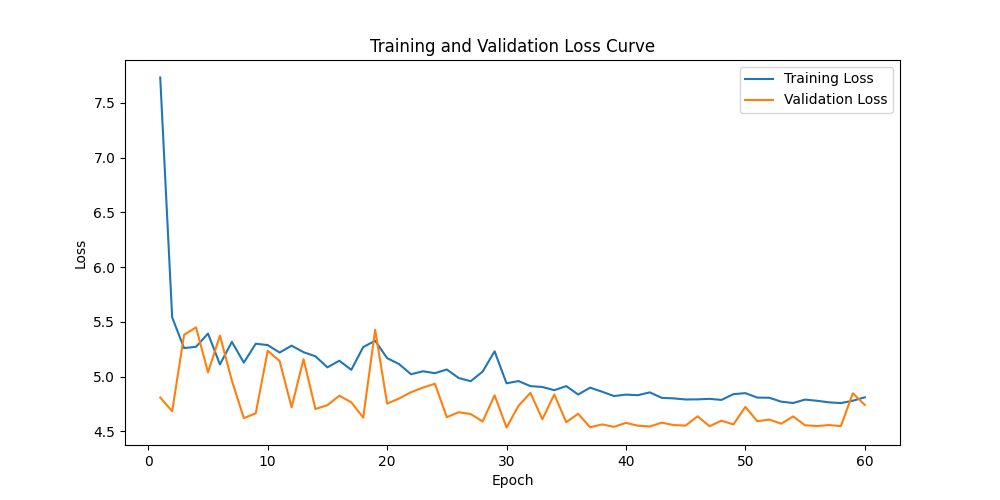 Training and Validation Loss Curve
Training Loss
Validation Loss
7.5
7.0
6.5
6.0
5.5
5.0
4.5
Loss
0 10 20 30 40 50 60
Epoch